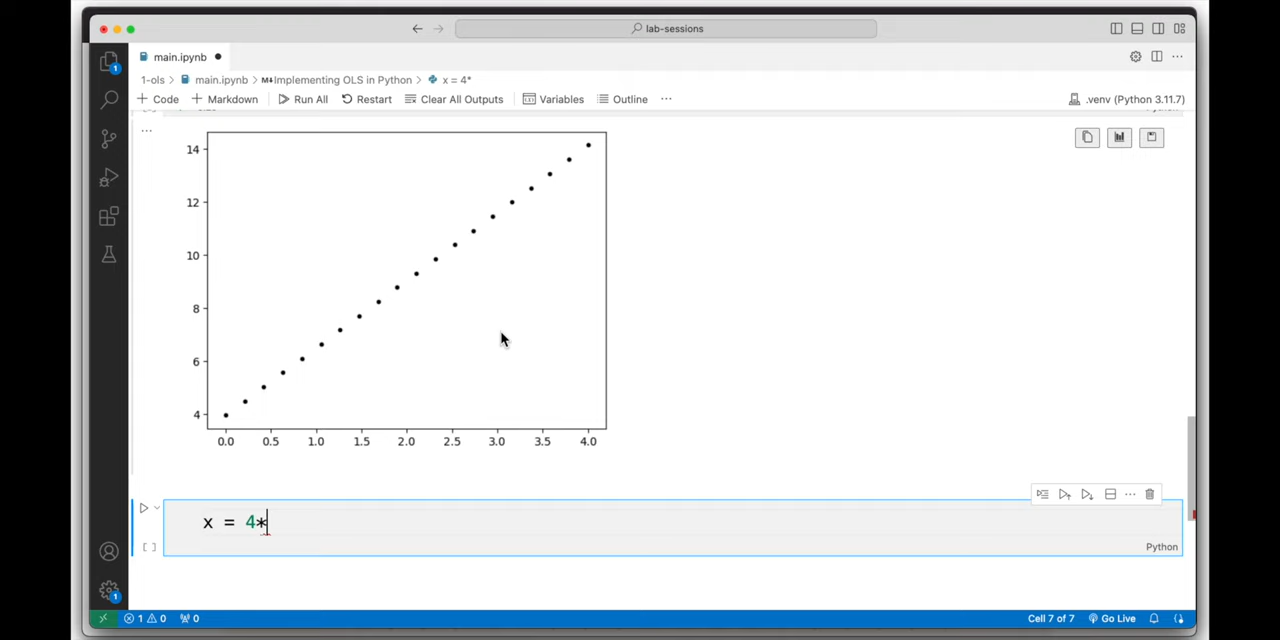 lab-sessions
main.ipynb
1-ols > main.ipynb > M↓Implementing OLS in Python > x = 4*
+ Code + Markdown Run All Restart Clear All Outputs Variables Outline ... .venv (Python 3.11.7)
14
12
10
8
6
4
0.0 0.5 1.0 1.5 2.0 2.5 3.0 3.5 4.0
x = 4*
[ ] Python
1 0 0 Cell 7 of 7 Go Live
1
1